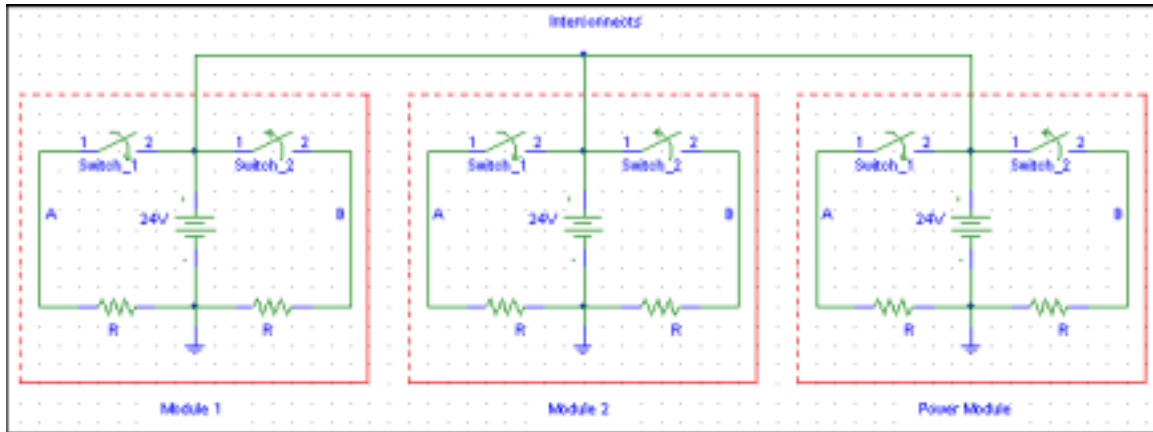 Interconnects
1 2 1 2 1 2 1 2 1 2 1 2
Switch_1 Switch_2 Switch_1 Switch_2 Switch_1 Switch_2
A 24V B A 24V B A 24V B
R R R R R R
Module 1 Module 2 Power Module